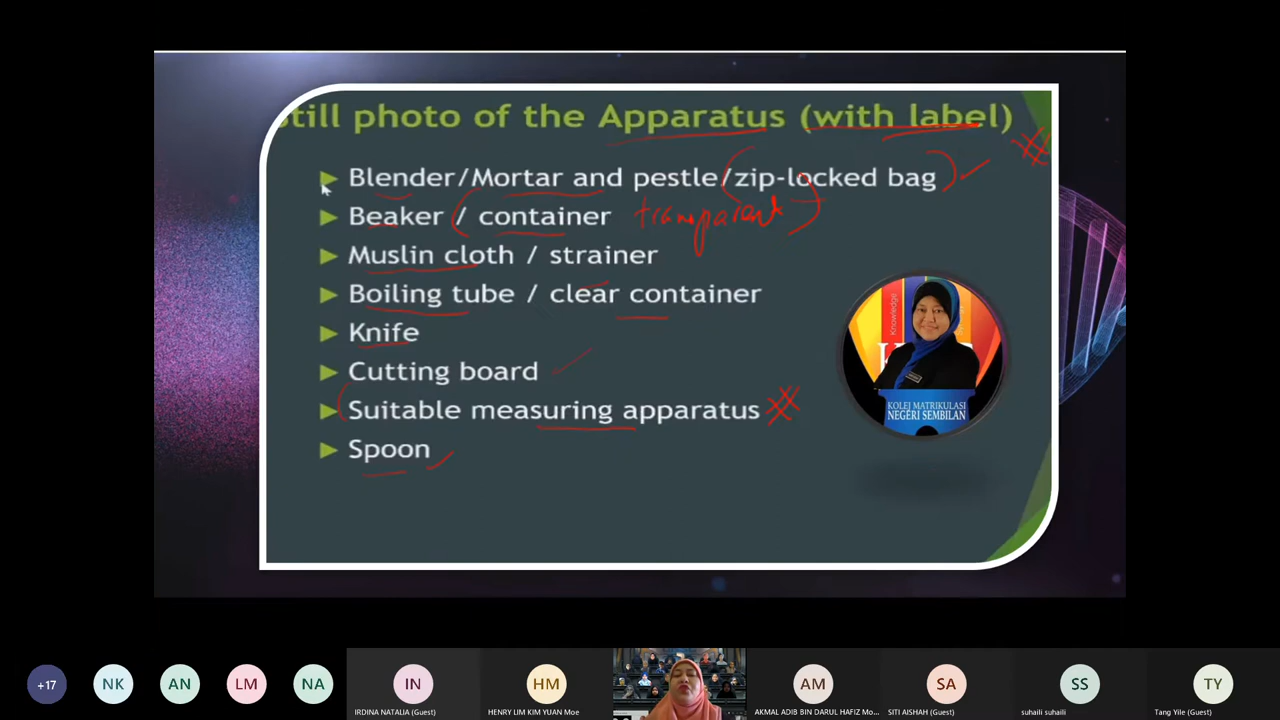 still photo of the Apparatus (with label)
Blender/Mortar and pestle/zip-locked bag
Beaker / container transparent
Muslin cloth / strainer
Boiling tube / clear container
Knife
Cutting board
Suitable measuring apparatus
Spoon
Knowledge
KOLEJ MATRIKULASI
NEGERI SEMBILAN
+17 NK AN LM NA IN HM AM SA SS TY
IRDINA NATALIA (Guest) HENRY LIM KIM YUAN Moe AKMAL ADIB BIN DARUL HAFIZ Mo... SITI AISHAH (Guest) suhaili suhaili Tang Yile (Guest)